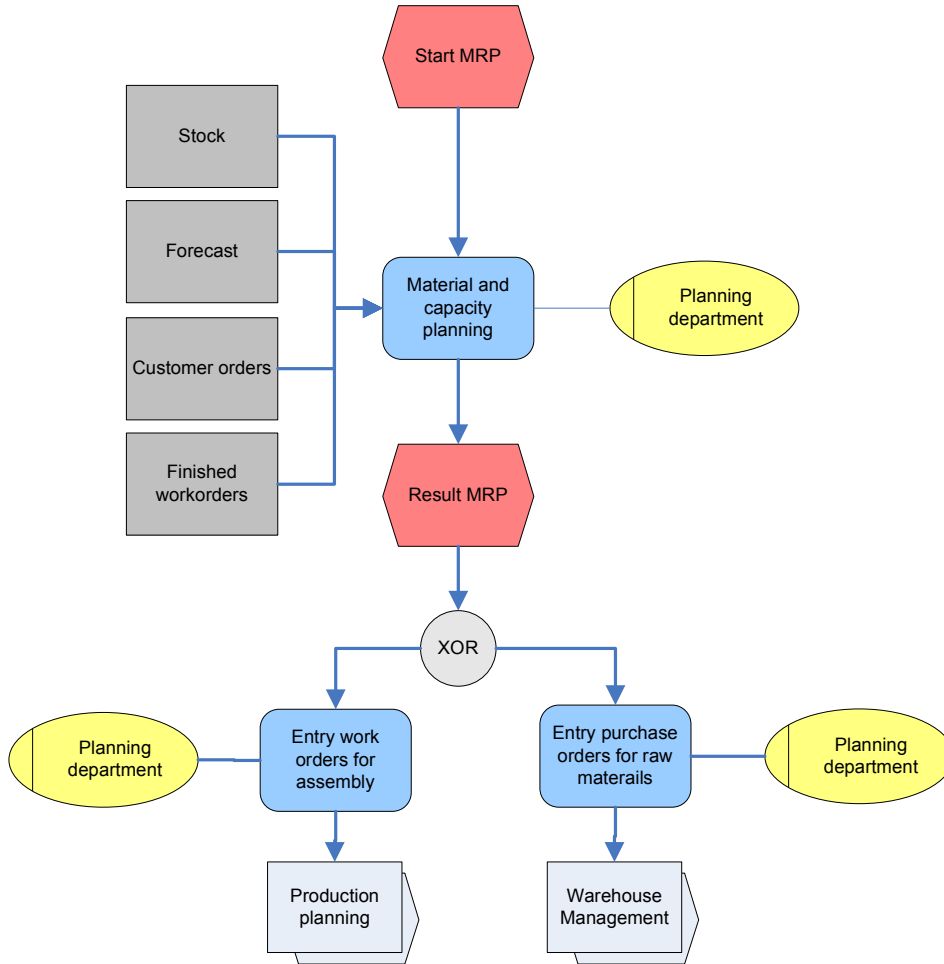 Start MRP
Stock
Forecast
Customer orders
Finished
workorders
Material and
capacity
planning
Planning
department
Result MRP
XOR
Planning
department
Entry work
orders for
assembly
Entry purchase
orders for raw
materails
Planning
department
Production
planning
Warehouse
Management